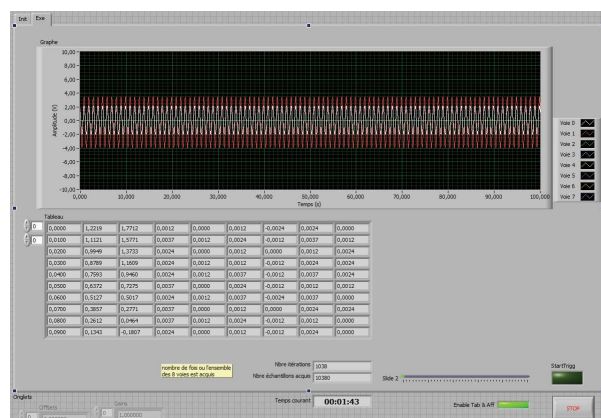 Init Exe
Graphe
10,00
8,00
6,00
4,00
2,00
0,00
-2,00
-4,00
-6,00
-8,00
-10,00
Amplitude (V)
0,000 10,000 20,000 30,000 40,000 50,000 60,000 70,000 80,000 90,000 100,000
Temps (s)
Voie 0
Voie 1
Voie 2
Voie 3
Voie 4
Voie 5
Voie 6
Voie 7
Tableau
0 0,0000 1,2219 1,7712 0,0012 0,0000 0,0012 -0,0024 0,0024 0,0000
0 0,0100 1,1121 1,5771 0,0037 0,0012 0,0024 -0,0012 0,0037 0,0012
0,0200 0,9949 1,3733 0,0024 0,0024 0,0000 0,0012 0,0024 -0,0012
0,0300 0,8789 1,1609 0,0024 0,0024 0,0012 -0,0012 0,0024 0,0012
0,0400 0,7593 0,9460 0,0037 0,0024 0,0012 0,0037 -0,0037 0,0012
0,0500 0,6372 0,7275 0,0037 0,0012 0,0012 -0,0012 0,0037 0,0000
0,0600 0,5127 0,5017 0,0024 0,0012 0,0037 -0,0024 0,0037 0,0000
0,0700 0,3857 0,2771 0,0037 0,0024 0,0012 0,0000 0,0024 0,0024
0,0800 0,2612 0,0464 0,0037 0,0024 0,0012 -0,0012 0,0012 0,0000
0,0900 0,1343 -0,1807 0,0024 0,0000 0,0012 -0,0012 0,0024 0,0000
nombre de fois ou l'ensemble
des 8 voies est acquis
Nbre itérations 1038
Nbre échantillons acquis 10380
Slide 2
StartTrigg
Onglets
Offsets
0
Gains
0 1,000000
Temps courant 00:01:43
Enable Tab & Aff
STOP